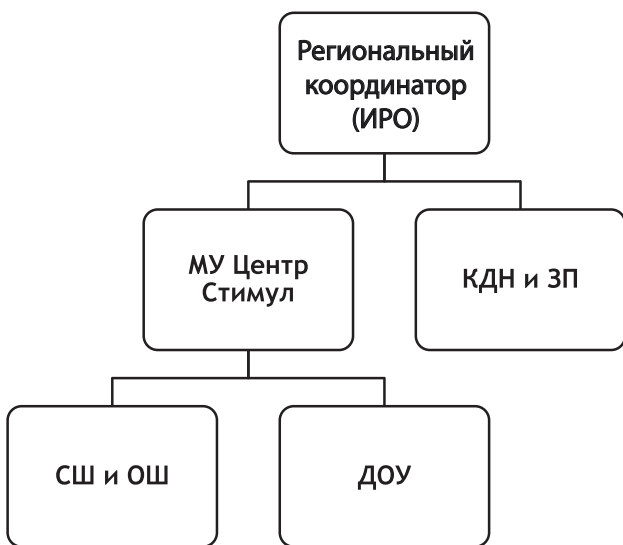 Региональный
координатор
(ИРО)
МУ Центр
Стимул
КДН и ЗП
СШ и ОШ
ДОУ